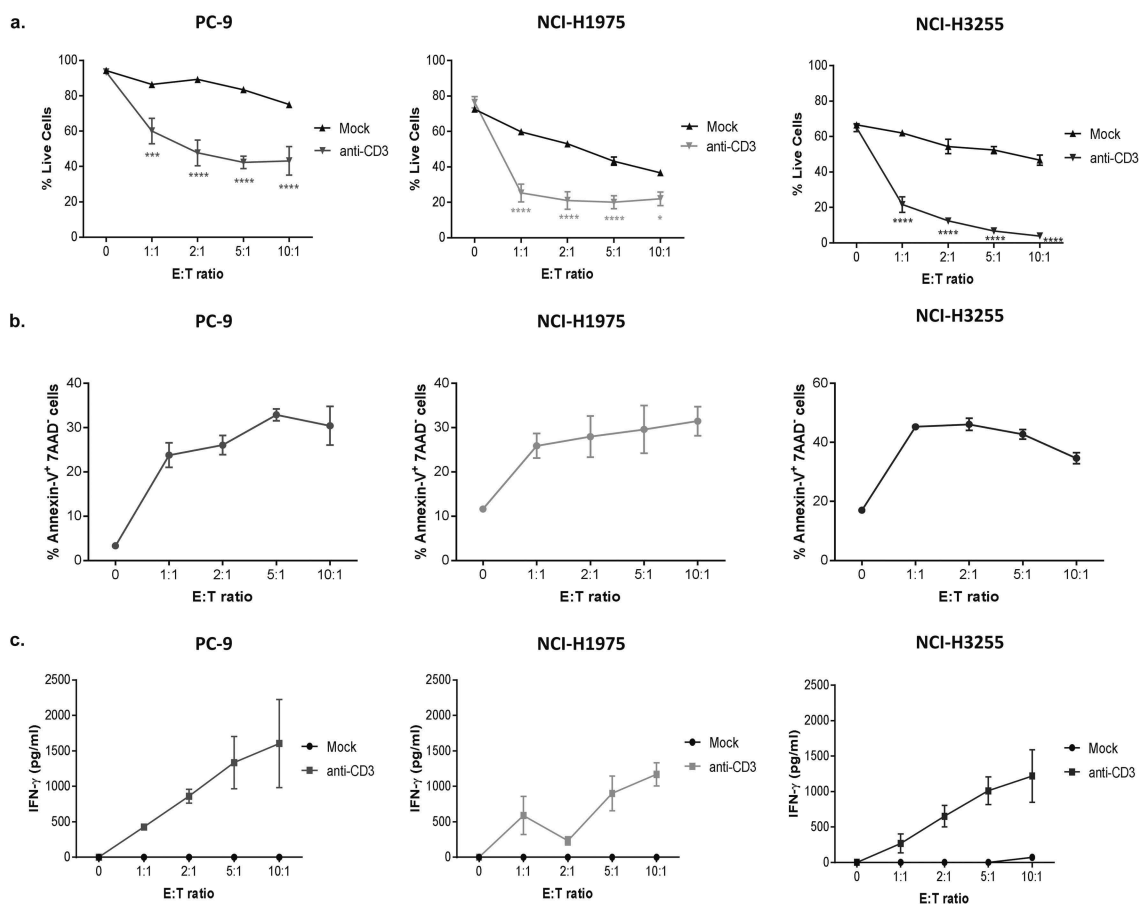 a.
PC-9
NCI-H1975
NCI-H3255
% Live Cells
100
80
60
40
20
0
0 1:1 2:1 5:1 10:1
E:T ratio
*** **** **** ****
Mock
anti-CD3
% Live Cells
100
80
60
40
20
0
0 1:1 2:1 5:1 10:1
E:T ratio
**** **** **** *
Mock
anti-CD3
% Live Cells
100
80
60
40
20
0
0 1:1 2:1 5:1 10:1
E:T ratio
**** **** **** ****
Mock
anti-CD3
b.
PC-9
NCI-H1975
NCI-H3255
% Annexin-V⁺ 7AAD⁻ cells
40
30
20
10
0
0 1:1 2:1 5:1 10:1
E:T ratio
% Annexin-V⁺ 7AAD⁻ cells
40
30
20
10
0
0 1:1 2:1 5:1 10:1
E:T ratio
% Annexin-V⁺ 7AAD⁻ cells
60
40
20
0
0 1:1 2:1 5:1 10:1
E:T ratio
c.
PC-9
NCI-H1975
NCI-H3255
IFN-γ (pg/ml)
2500
2000
1500
1000
500
0
0 1:1 2:1 5:1 10:1
E:T ratio
Mock
anti-CD3
IFN-γ (pg/ml)
2500
2000
1500
1000
500
0
0 1:1 2:1 5:1 10:1
E:T ratio
Mock
anti-CD3
IFN-γ (pg/ml)
2500
2000
1500
1000
500
0
0 1:1 2:1 5:1 10:1
E:T ratio
Mock
anti-CD3